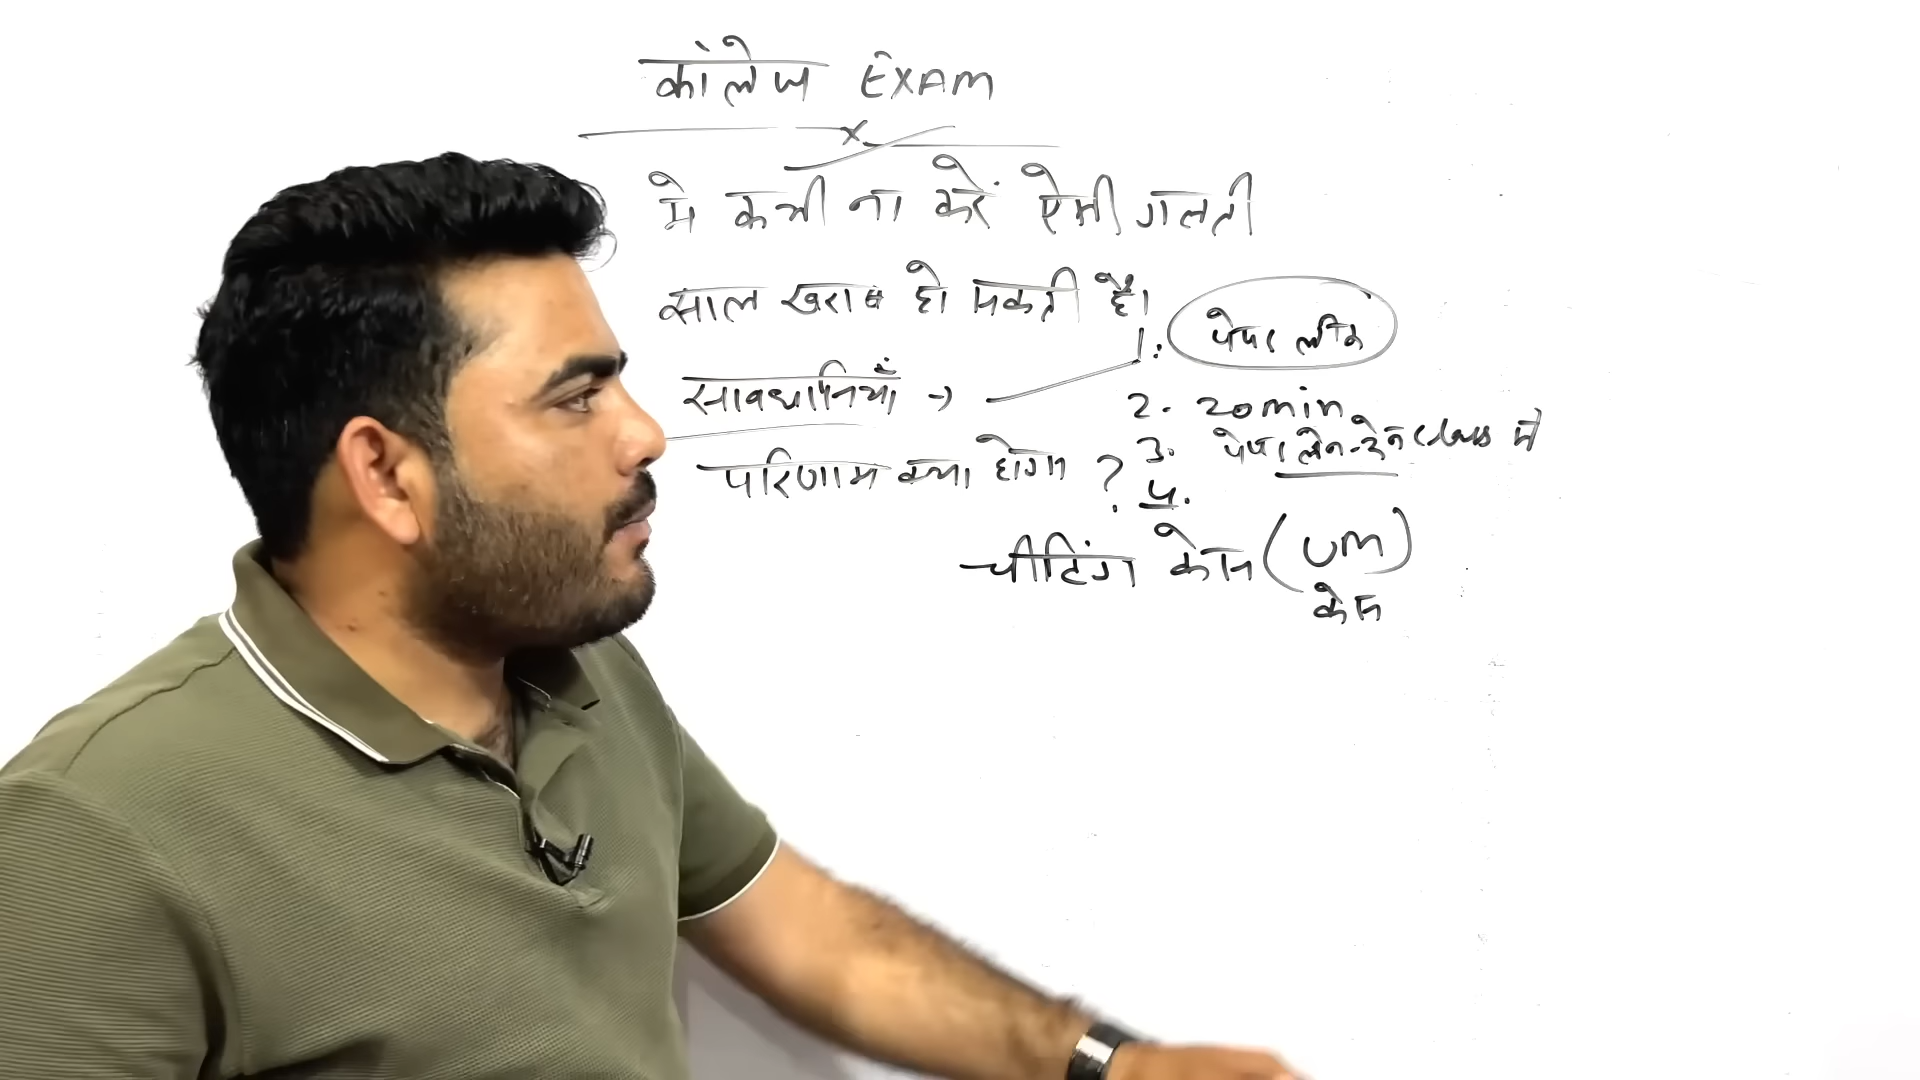 कॉलेज EXAM
में कभी ना करें ऐसी गलती
साल खराब हो सकती है।
सावधानियाँ →
1. पेपर लीक
2. 20min
3. पेपर लेन-देन class में
परिणाम क्या होगा ?
4.
चीटिंग केस (UM)
केस